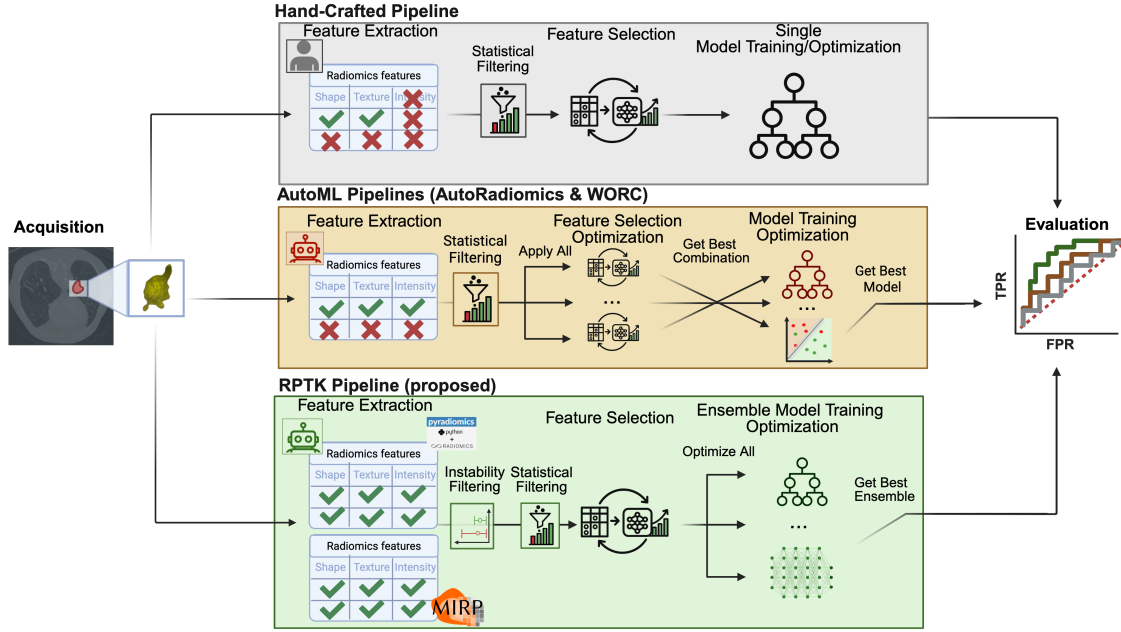 Hand-Crafted Pipeline
Feature Extraction
Radiomics features
Shape
Texture
Intensity
Statistical
Filtering
Feature Selection
Single
Model Training/Optimization
AutoML Pipelines (AutoRadiomics & WORC)
Feature Extraction
Radiomics features
Shape
Texture
Intensity
Statistical
Filtering
Apply All
Feature Selection
Optimization
...
Get Best
Combination
Model Training
Optimization
...
Get Best
Model
Acquisition
Evaluation
TPR
FPR
RPTK Pipeline (proposed)
Feature Extraction
pyradiomics
python
+
RADIOMICS
Radiomics features
Shape
Texture
Intensity
Radiomics features
Shape
Texture
Intensity
MIRP
Instability
Filtering
Statistical
Filtering
Feature Selection
Optimize All
Ensemble Model Training
Optimization
...
Get Best
Ensemble